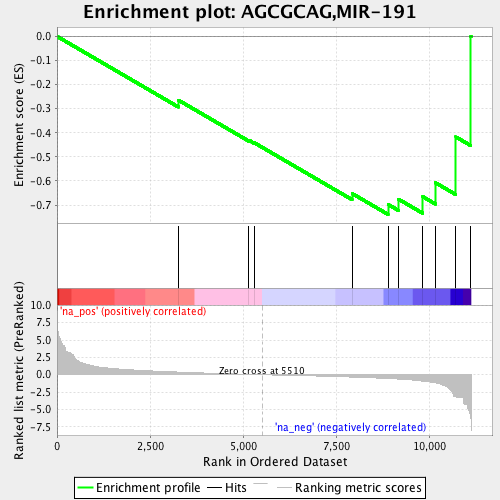 Enrichment plot: AGCGCAG,MIR-191
Enrichment score (ES)
0.0
-0.1
-0.2
-0.3
-0.4
-0.5
-0.6
-0.7
Ranked list metric (PreRanked)
10.0
7.5
5.0
2.5
0.0
-2.5
-5.0
-7.5
'na_pos' (positively correlated)
Zero cross at 5510
'na_neg' (negatively correlated)
0
2,500
5,000
7,500
10,000
Rank in Ordered Dataset
Enrichment profile
Hits
Ranking metric scores